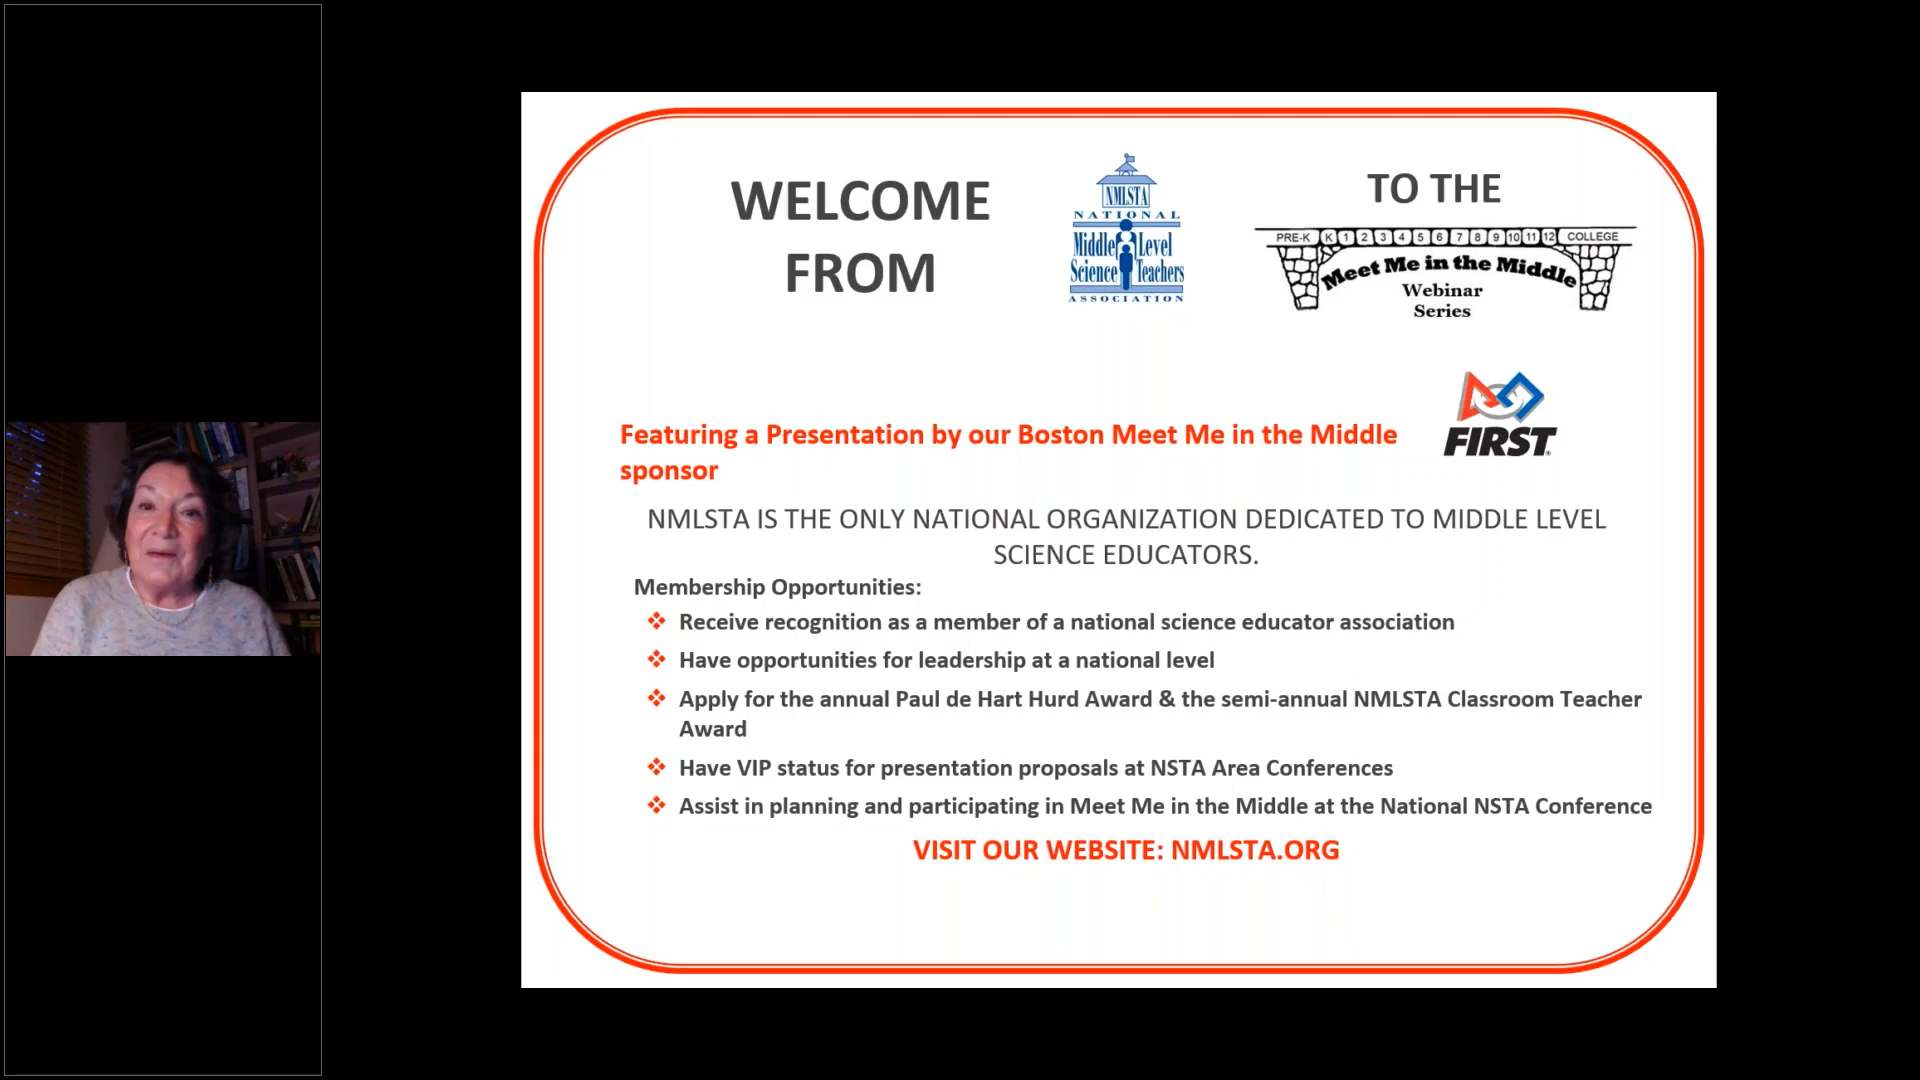 WELCOME
FROM
NMLSTA
NATIONAL
Middle Level
Science Teachers
ASSOCIATION
TO THE
PRE-K K 1 2 3 4 5 6 7 8 9 10 11 12 COLLEGE
Meet Me in the Middle
Webinar
Series
FIRST
Featuring a Presentation by our Boston Meet Me in the Middle
sponsor
NMLSTA IS THE ONLY NATIONAL ORGANIZATION DEDICATED TO MIDDLE LEVEL
SCIENCE EDUCATORS.
Membership Opportunities:
❖ Receive recognition as a member of a national science educator association
❖ Have opportunities for leadership at a national level
❖ Apply for the annual Paul de Hart Hurd Award & the semi-annual NMLSTA Classroom Teacher
Award
❖ Have VIP status for presentation proposals at NSTA Area Conferences
❖ Assist in planning and participating in Meet Me in the Middle at the National NSTA Conference
VISIT OUR WEBSITE: NMLSTA.ORG